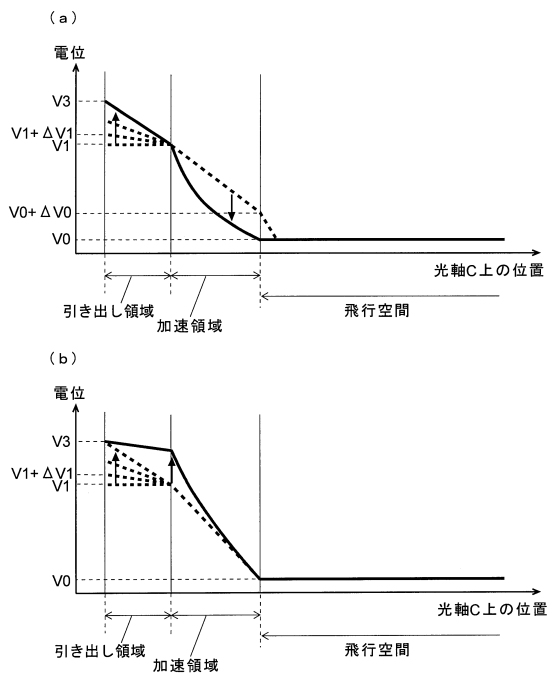 (a)
電位
V3
V1+ΔV1
V1
V0+ΔV0
V0
光軸C上の位置
引き出し領域
加速領域
飛行空間
(b)
電位
V3
V1+ΔV1
V1
V0
光軸C上の位置
引き出し領域
加速領域
飛行空間